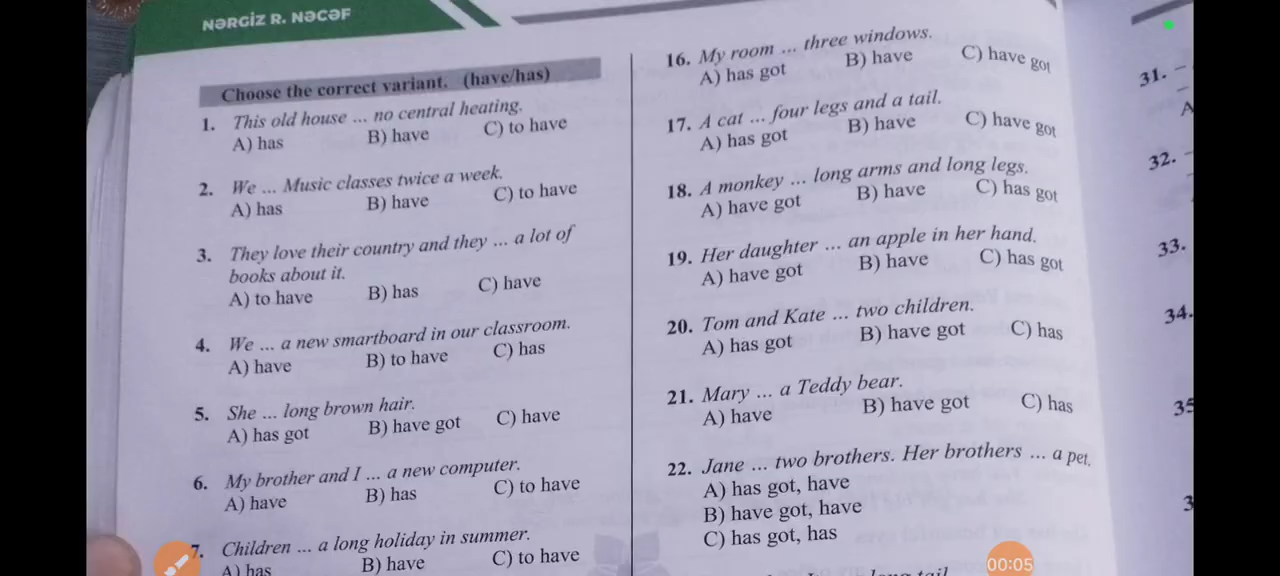 NƏRGİZ R. NƏCƏF
Choose the correct variant. (have/has)
1. This old house ... no central heating.
A) has B) have C) to have
2. We ... Music classes twice a week.
A) has B) have C) to have
3. They love their country and they ... a lot of
books about it.
A) to have B) has C) have
4. We ... a new smartboard in our classroom.
A) have B) to have C) has
5. She ... long brown hair.
A) has got B) have got C) have
6. My brother and I ... a new computer.
A) have B) has C) to have
7. Children ... a long holiday in summer.
A) has B) have C) to have
16. My room ... three windows.
A) has got B) have C) have got
17. A cat ... four legs and a tail.
A) has got B) have C) have got
18. A monkey ... long arms and long legs.
A) have got B) have C) has got
19. Her daughter ... an apple in her hand.
A) have got B) have C) has got
20. Tom and Kate ... two children.
A) has got B) have got C) has
21. Mary ... a Teddy bear.
A) have B) have got C) has
22. Jane ... two brothers. Her brothers ... a pet.
A) has got, have
B) have got, have
C) has got, has
tail
31.
A
32.
33.
34.
35
3
00:05